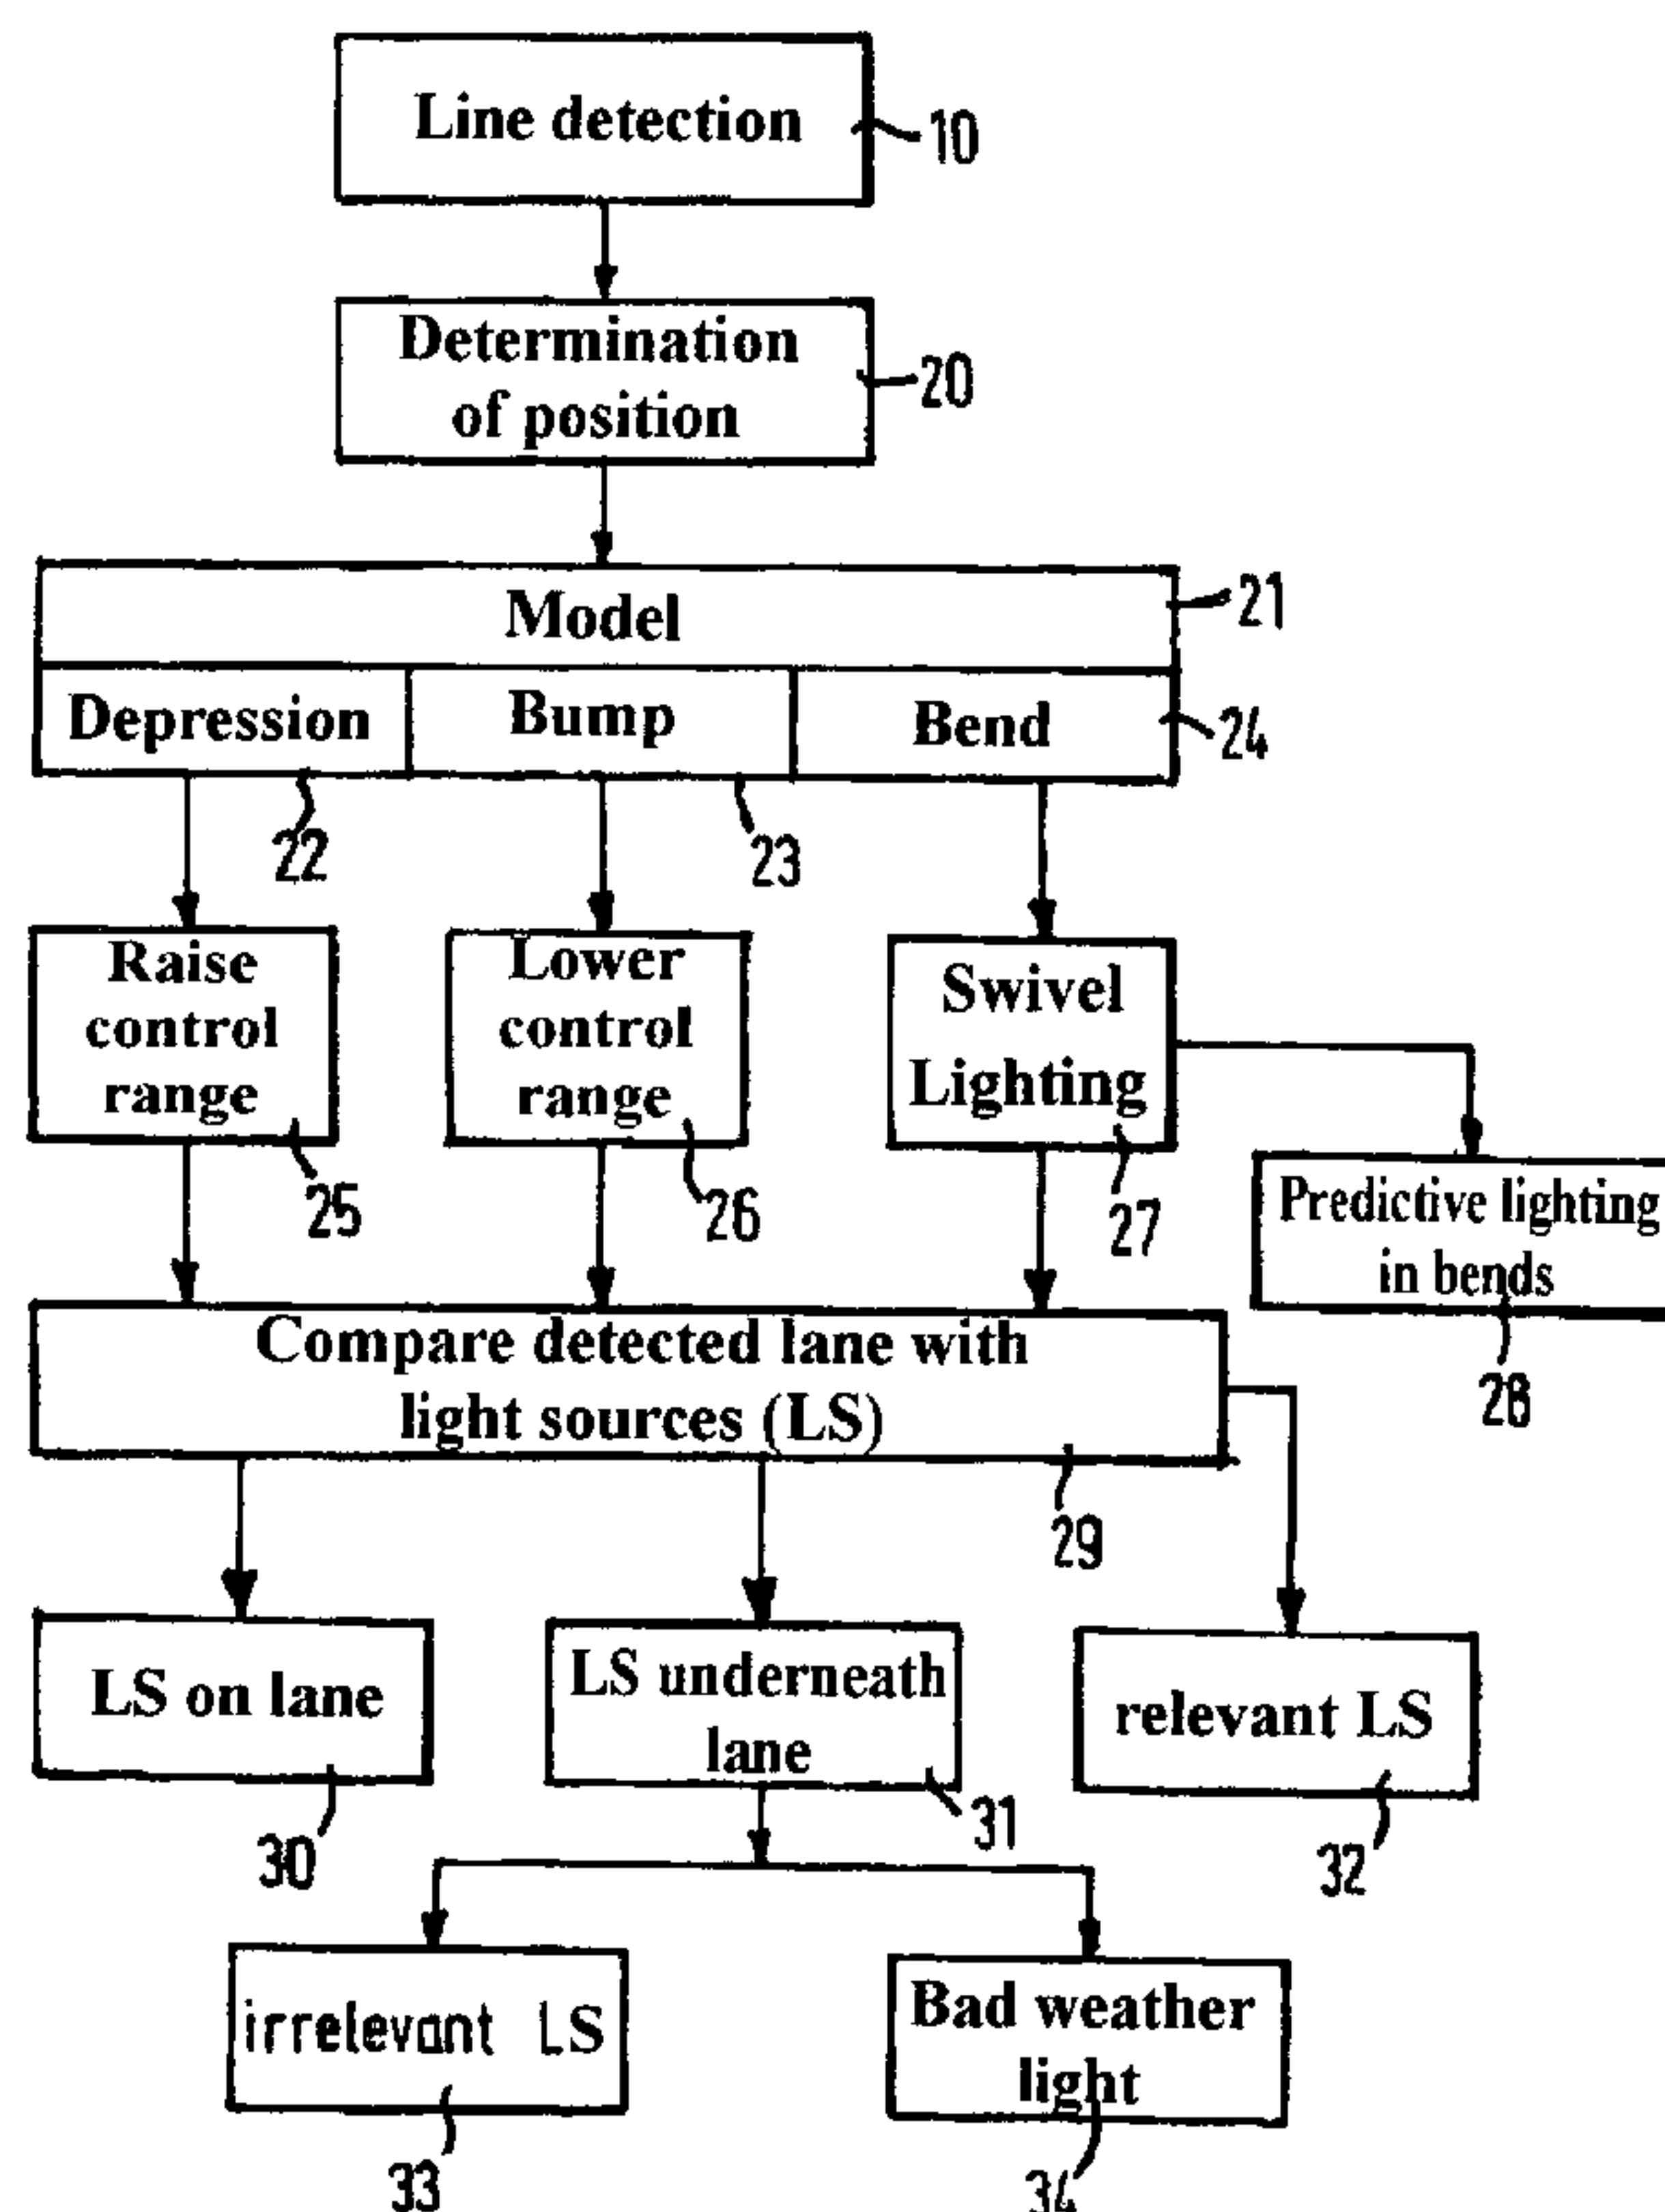 Line detection
10
Determination
of position
20
Model
21
Depression
Bump
Bend
24
22
23
Raise
control
range
Lower
control
range
Swivel
Lighting
25
26
27
Predictive lighting
in bends
28
Compare detected lane with
light sources (LS)
29
LS on lane
LS underneath
lane
relevant LS
30
31
32
irrelevant LS
Bad weather
light
33
34